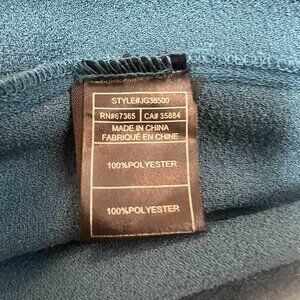 STYLE#JG38500
RN#67365 CA# 35884
MADE IN CHINA
FABRIQUÉ EN CHINE
100%POLYESTER
100%POLYESTER